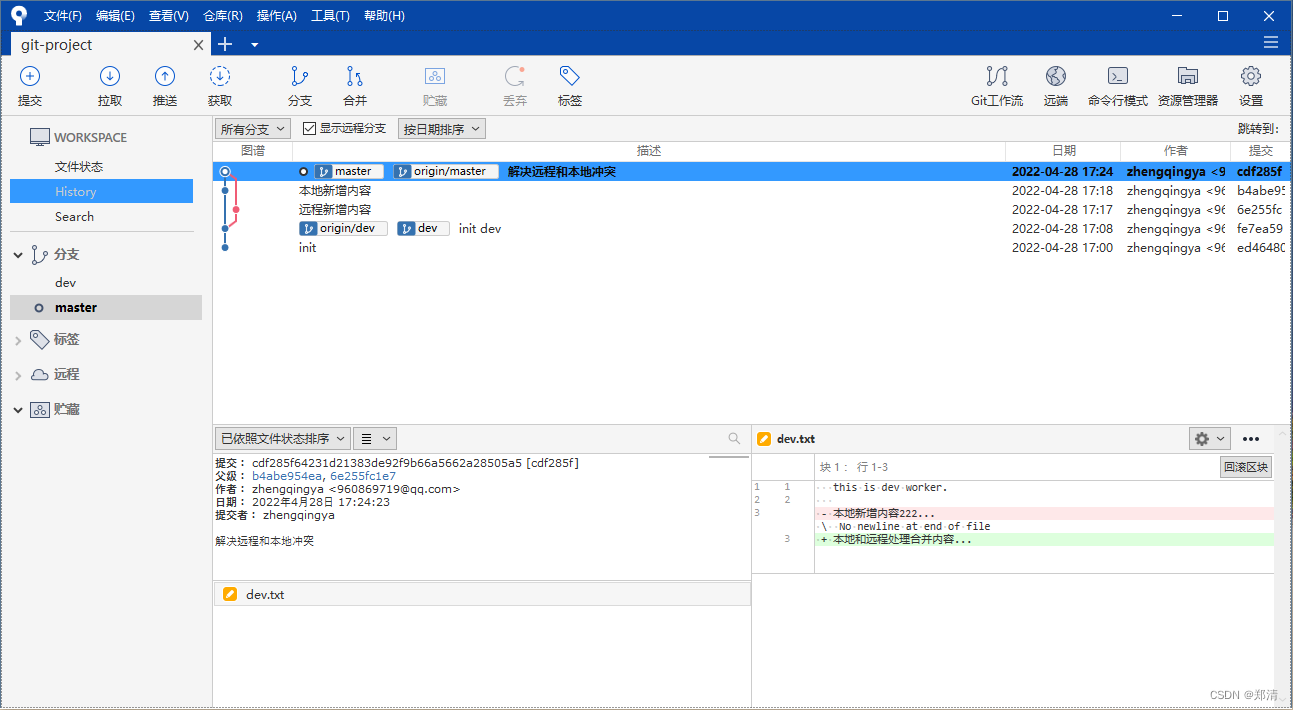 文件(F) 编辑(E) 查看(V) 仓库(R) 操作(A) 工具(T) 帮助(H)
git-project
提交 拉取 推送 获取 分支 合并 贮藏 丢弃 标签 Git工作流 远端 命令行模式 资源管理器 设置
WORKSPACE
文件状态
History
Search
分支
dev
master
标签
远程
贮藏
所有分支 显示远程分支 按日期排序 跳转到:
图谱 描述 日期 作者 提交
master origin/master 解决远程和本地冲突 2022-04-28 17:24 zhengqingya <9 cdf285f
本地新增内容 2022-04-28 17:18 zhengqingya <96 b4abe95
远程新增内容 2022-04-28 17:17 zhengqingya <96 6e255fc
origin/dev dev init dev 2022-04-28 17:08 zhengqingya <96 fe7ea59
init 2022-04-28 17:00 zhengqingya <96 ed46480
已依照文件状态排序
提交: cdf285f64231d21383de92f9b66a5662a28505a5 [cdf285f]
父级: b4abe954ea, 6e255fc1e7
作者: zhengqingya <960869719@qq.com>
日期: 2022年4月28日 17:24:23
提交者: zhengqingya
解决远程和本地冲突
dev.txt
dev.txt
块 1: 行 1-3 回滚区块
1 1 this is dev worker.
2 2
3 - 本地新增内容222...
\ No newline at end of file
3 + 本地和远程处理合并内容...
CSDN @郑清